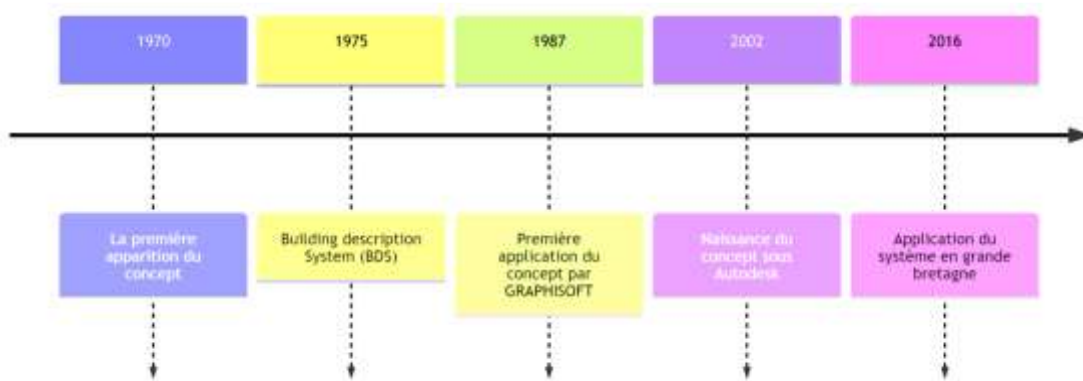 1970
1975
1987
2002
2016
La première
apparition du
concept
Building description
System (BDS)
Première
application du
concept par
GRAPHISOFT
Naissance du
concept sous
Autodesk
Application du
système en grande
bretagne